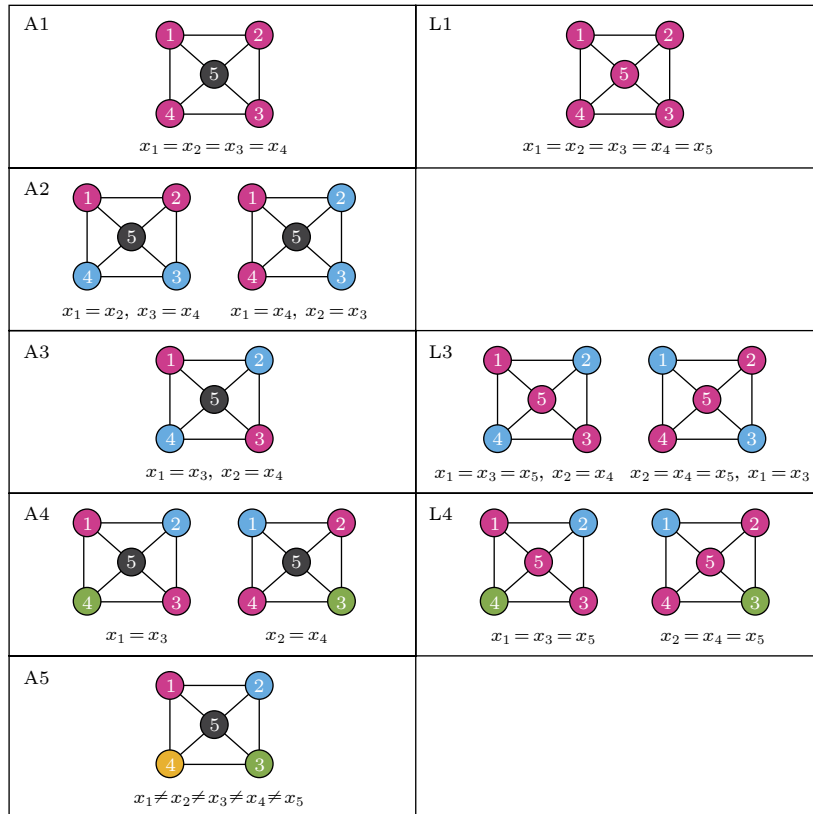 A1
1 2
5
4 3
x₁ = x₂ = x₃ = x₄
L1
1 2
5
4 3
x₁ = x₂ = x₃ = x₄ = x₅
A2
1 2
5
4 3
x₁ = x₂, x₃ = x₄
1 2
5
4 3
x₁ = x₄, x₂ = x₃
A3
1 2
5
4 3
x₁ = x₃, x₂ = x₄
L3
1 2
5
4 3
x₁ = x₃ = x₅, x₂ = x₄
1 2
5
4 3
x₂ = x₄ = x₅, x₁ = x₃
A4
1 2
5
4 3
x₁ = x₃
1 2
5
4 3
x₂ = x₄
L4
1 2
5
4 3
x₁ = x₃ = x₅
1 2
5
4 3
x₂ = x₄ = x₅
A5
1 2
5
4 3
x₁ ≠ x₂ ≠ x₃ ≠ x₄ ≠ x₅